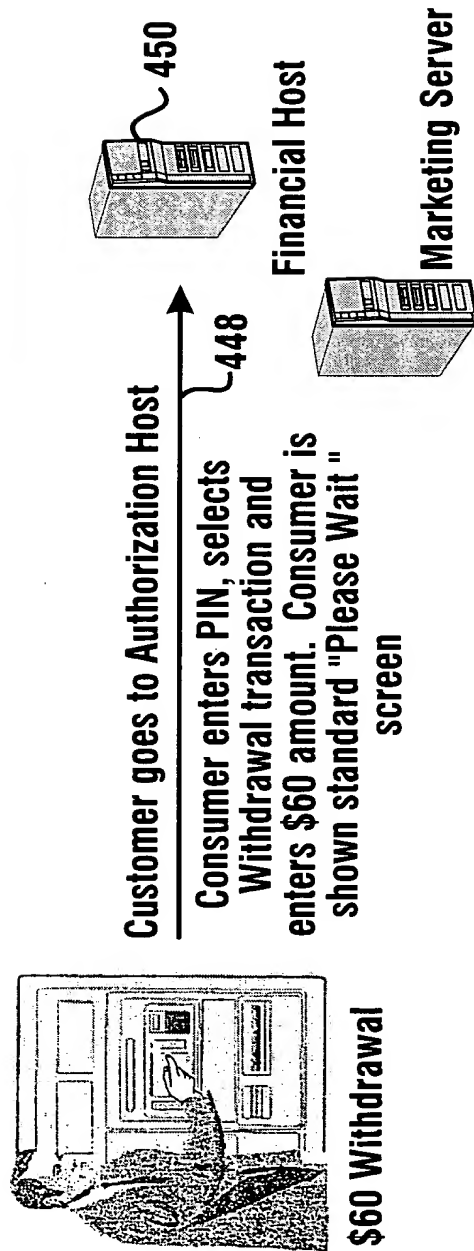 Customer goes to Authorization Host
448
Consumer enters PIN, selects
Withdrawal transaction and
enters $60 amount. Consumer is
shown standard "Please Wait"
screen
$60 Withdrawal
450
Financial Host
Marketing Server